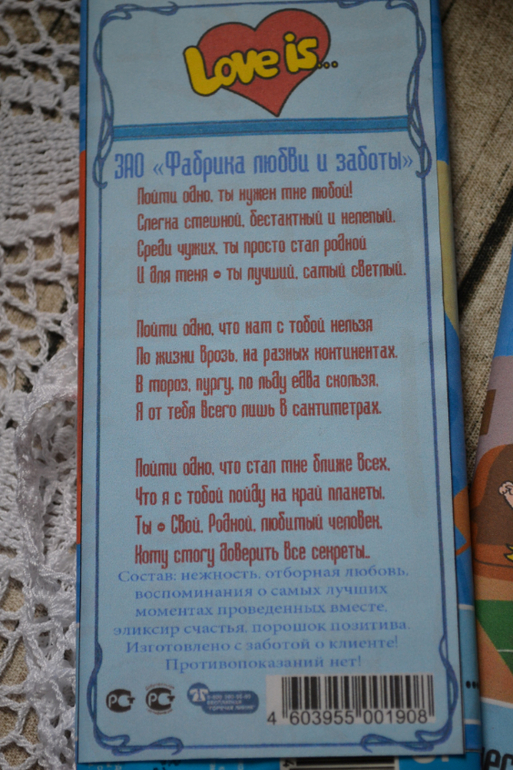 Love is...
ЗАО «Фабрика любви и заботы»
Пойми одно, ты нужен мне любой!
Слегка смешной, бестактный и нелепый.
Среди чужих, ты просто стал родной
И для меня - ты лучший, самый светлый.
Пойми одно, что нам с тобой нельзя
По жизни врозь, на разных континентах.
В мороз, пургу, по льду едва скользя,
Я от тебя всего лишь в сантиметрах.
Пойми одно, что стал мне ближе всех,
Что я с тобой пойду на край планеты.
Ты - Свой, Родной, любимый человек,
Кому смогу доверить все секреты..
Состав: нежность, отборная любовь,
воспоминания о самых лучших
моментах проведенных вместе,
эликсир счастья, порошок позитива.
Изготовлено с заботой о клиенте!
Противопоказаний нет!
4 603955 001908